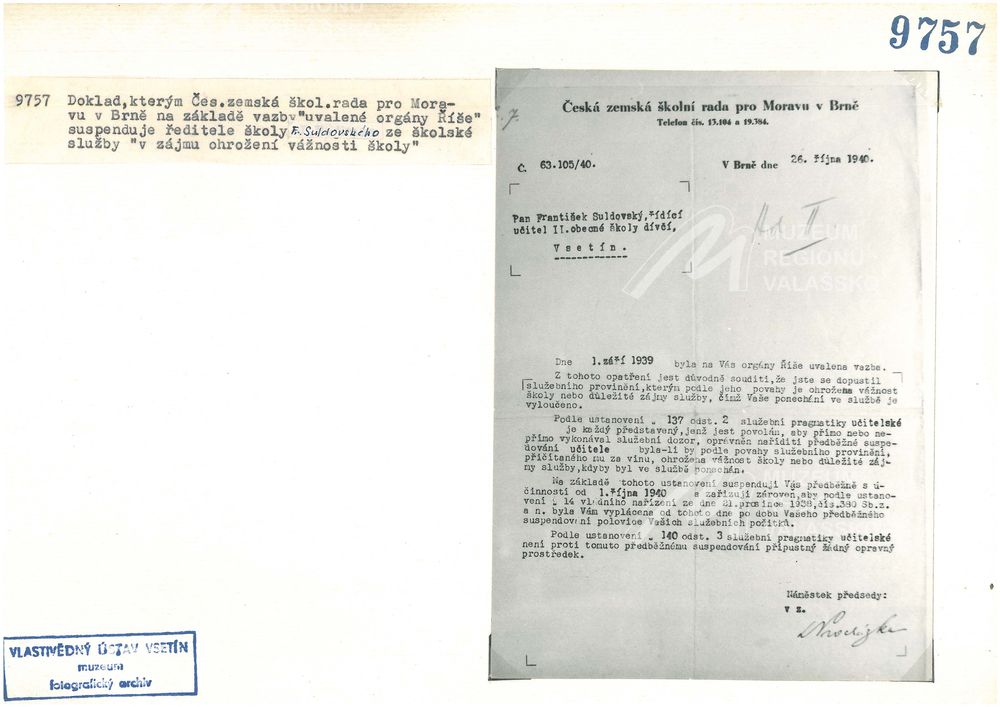 9757
9757 Doklad,kterým Čes.zemská škol.rada pro Mora-
vu v Brně na základě vazby "uvalené orgány Říše"
suspenduje ředitele školy F. Suldovského ze školské
služby "v zájmu ohrožení vážnosti školy"
7.
Česká zemská školní rada pro Moravu v Brně
Telefon čís. 13.104 a 19.384.
Č. 63.105/40.
V Brně dne 26. října 1940.
Pan František Suldovský,řídící
učitel II.obecné školy dívčí,
Vsetín.
Ad II
MUZEUM
REGIONU
VALAŠSKO
Dne 1.září 1939 byla na Vás orgány Říše uvalena vazba.
Z tohoto opatření jest důvodně souditi,že jste se dopustil
služebního provinění,kterým podle jeho povahy je ohrožena vážnost
školy nebo důležité zájmy služby, čímž Vaše ponechání ve službě je
vyloučeno.
Podle ustanovení 137 odst. 2 služební pragmatiky učitelské
je každý představený,jenž jest povolán, aby přímo nebo ne-
přímo vykonával služební dozor, oprávněn naříditi předběžné suspe-
dování učitele byla-li by podle povahy služebního provinění,
přičítaného mu za vinu, ohrožena vážnost školy nebo důležité záj-
my služby,kdyby byl ve službě ponechán.
Na základě tohoto ustanovení suspenduji Vás předběžně s ú-
činností od 1.října 1940 a zařizuji zároveň,aby podle ustano-
vení 14 vládního nařízení ze dne 21.prosince 1938,čís.380 Sb.z.
a n. byla Vám vyplácena od tohoto dne po dobu Vašeho předběžného
suspendování polovice Vašich služebních požitků.
Podle ustanovení 140 odst. 3 služební pragmatiky učitelské
není proti tomuto předběžnému suspendování přípustný žádný opravný
prostředek.
Náměstek předsedy:
v z.
VLASTIVĚDNÝ ÚSTAV VSETÍN
muzeum
fotografický archiv